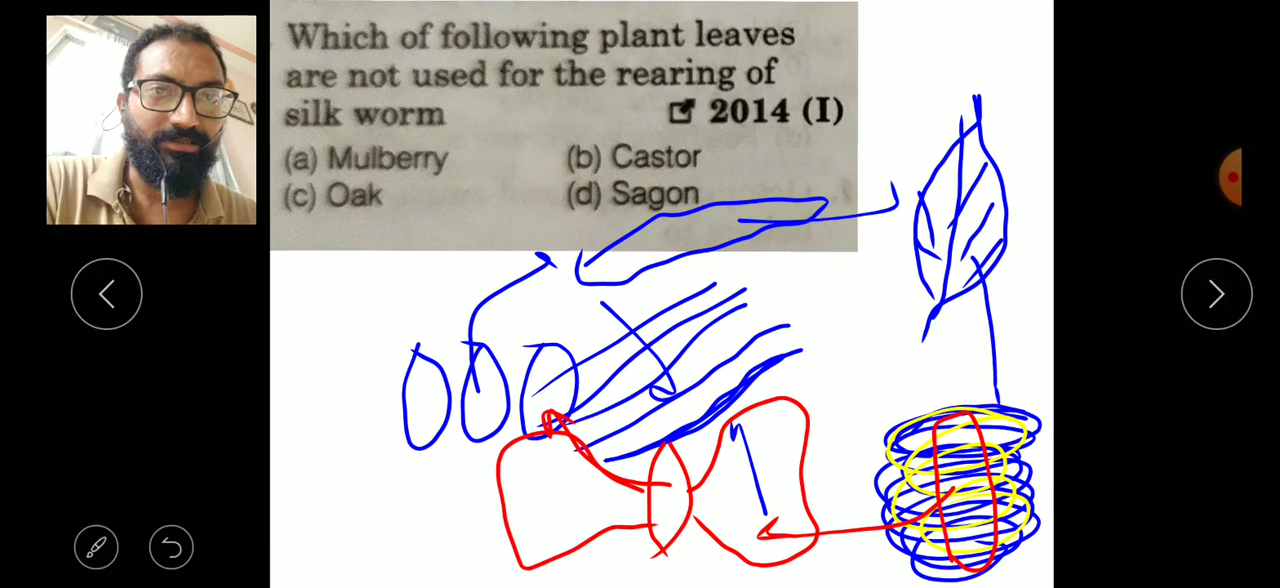 Which of following plant leaves
are not used for the rearing of
silk worm 2014 (I)
(a) Mulberry (b) Castor
(c) Oak (d) Sagon